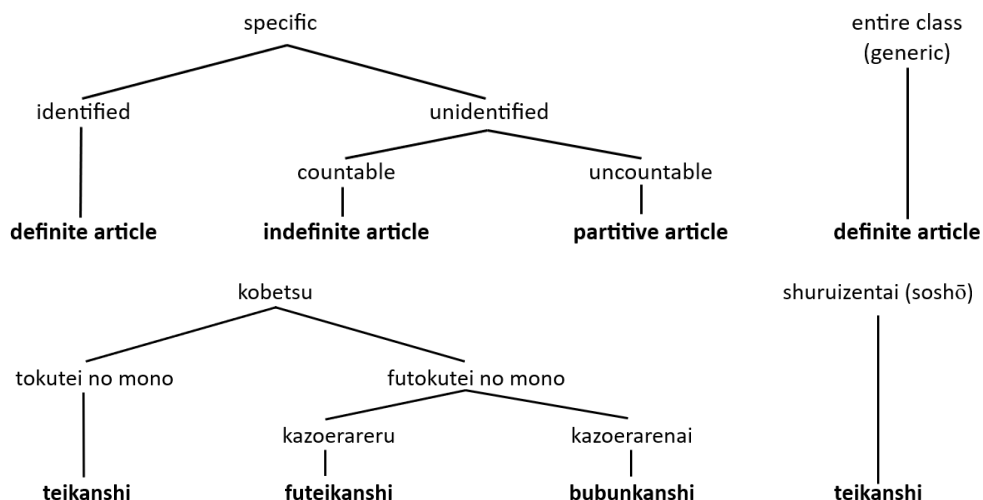 specific
entire class
(generic)
identified
unidentified
countable
uncountable
definite article
indefinite article
partitive article
definite article
kobetsu
shuruizentai (soshō)
tokutei no mono
futokutei no mono
kazoerareru
kazoerarenai
teikanshi
futeikanshi
bubunkanshi
teikanshi